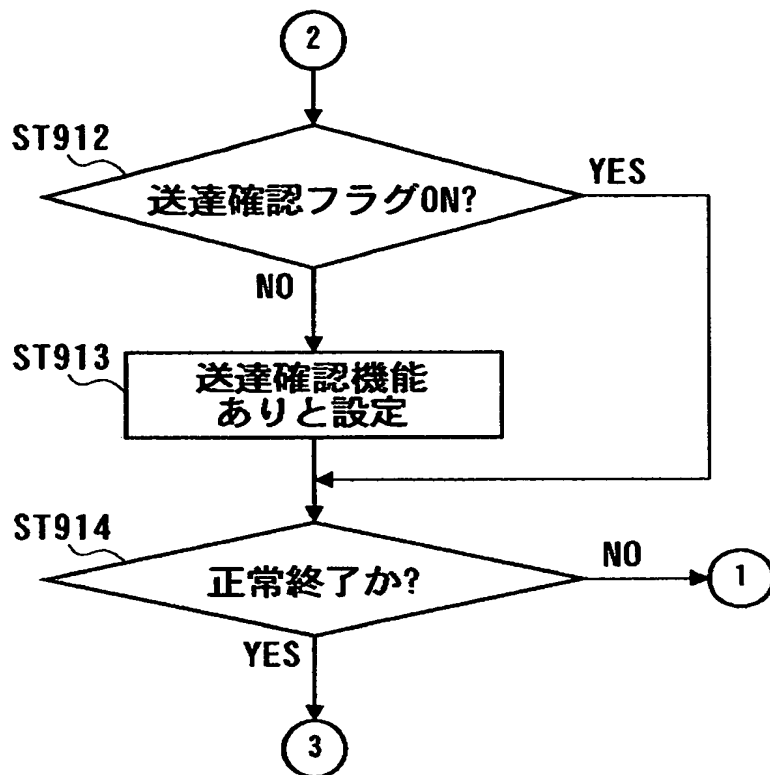 2
ST912
送達確認フラグON?
YES
NO
ST913
送達確認機能
ありと設定
ST914
正常終了か?
NO
1
YES
3